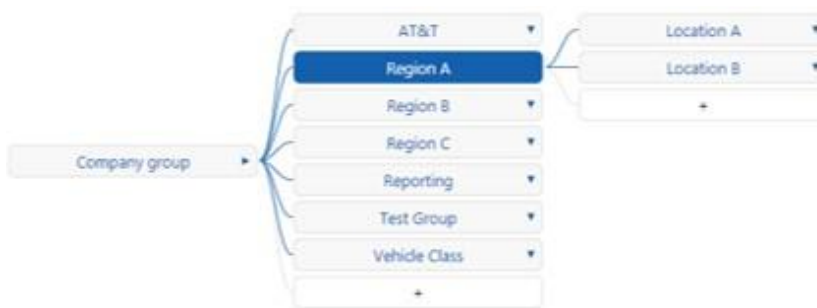 Company group
AT&T
Region A
Region B
Region C
Reporting
Test Group
Vehicle Class
+
Location A
Location B
+